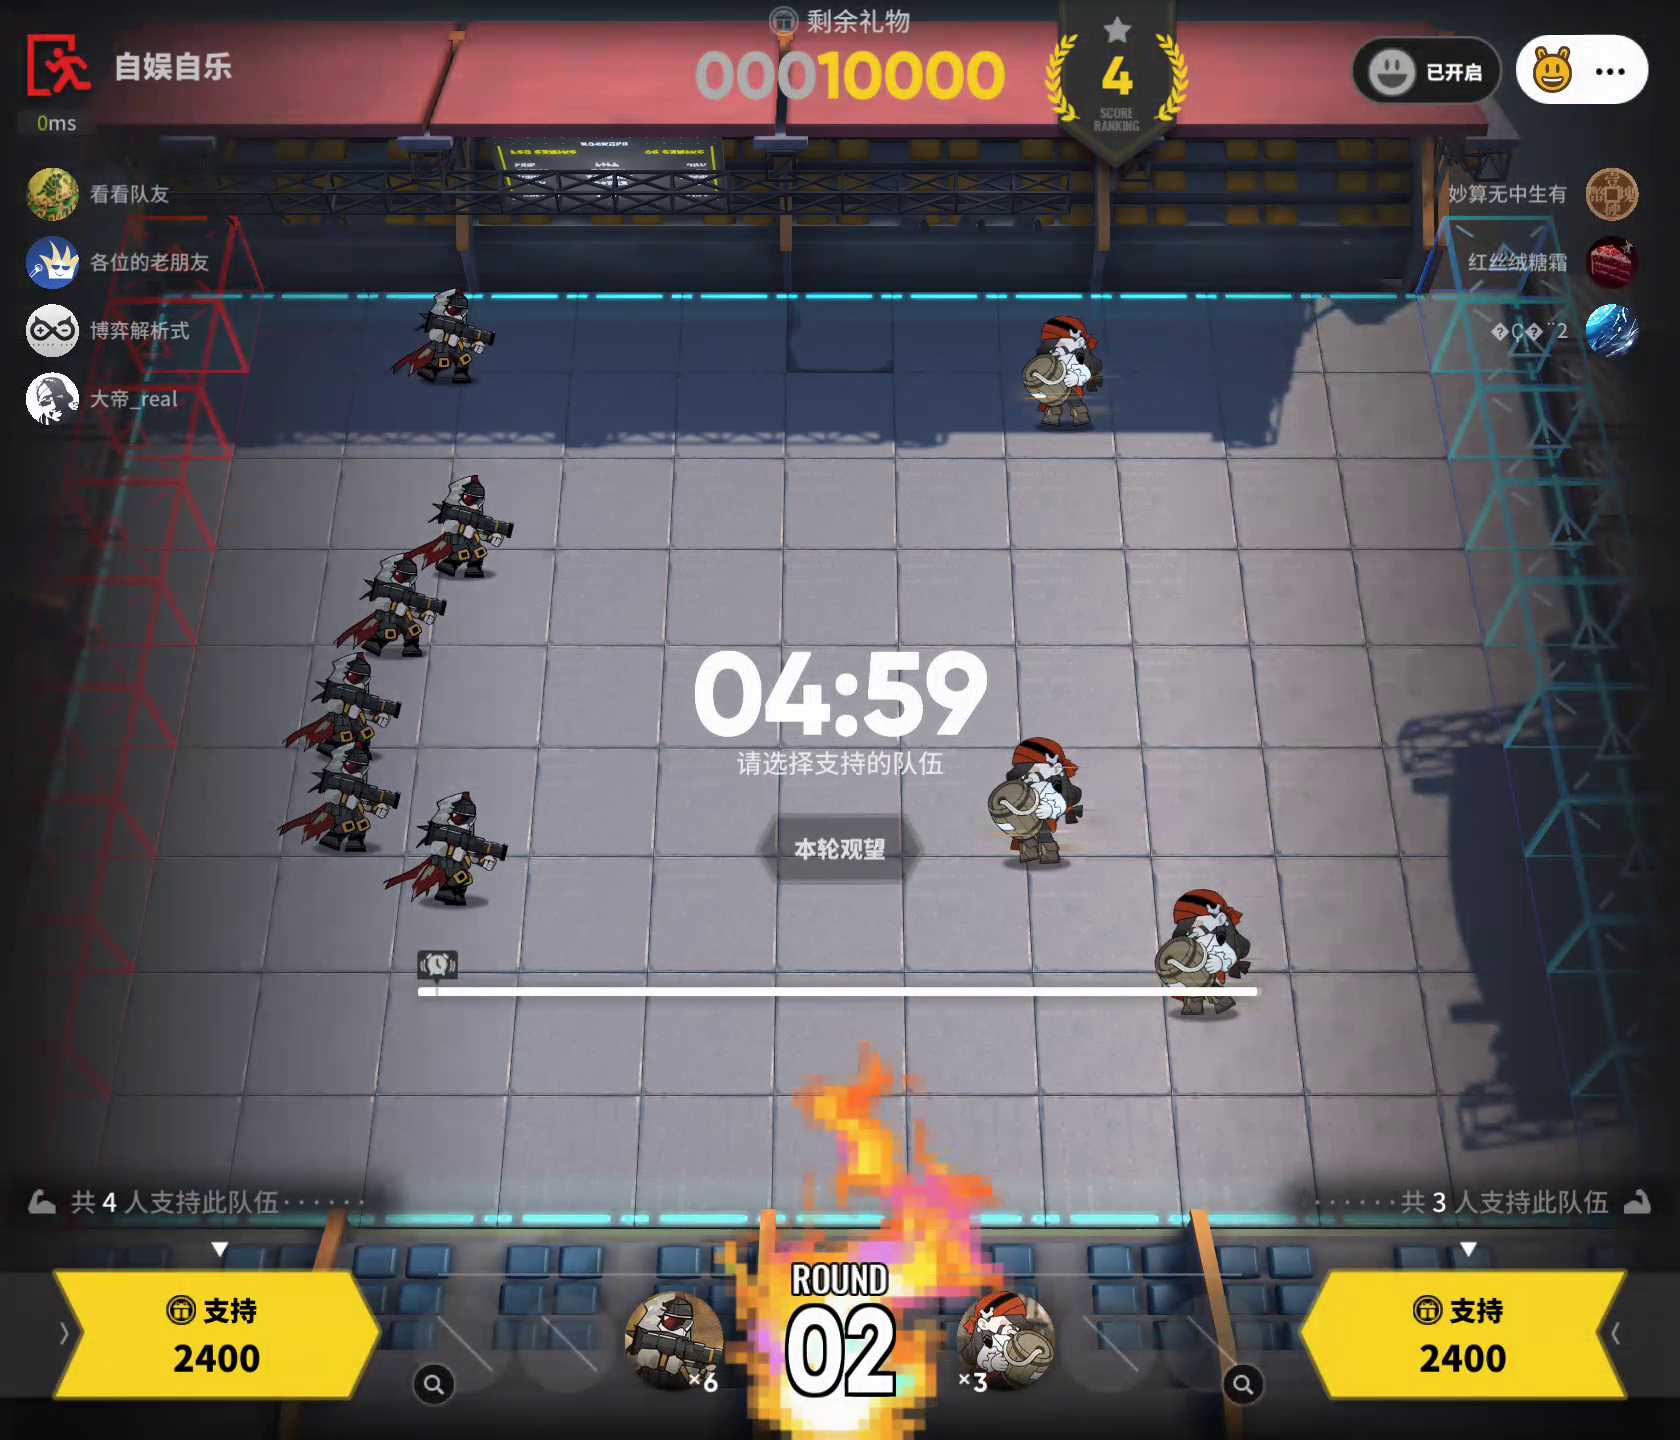 剩余礼物
自娱自乐
00010000
4
SCORE
RANKING
已开启
0ms
看看队友
妙算无中生有
各位的老朋友
红丝绒糖霜
博弈解析式
�Ç�¨2
大帝_real
04:59
请选择支持的队伍
本轮观望
共 4 人支持此队伍······
······共 3 人支持此队伍
支持
2400
×6
ROUND
02
×3
支持
2400